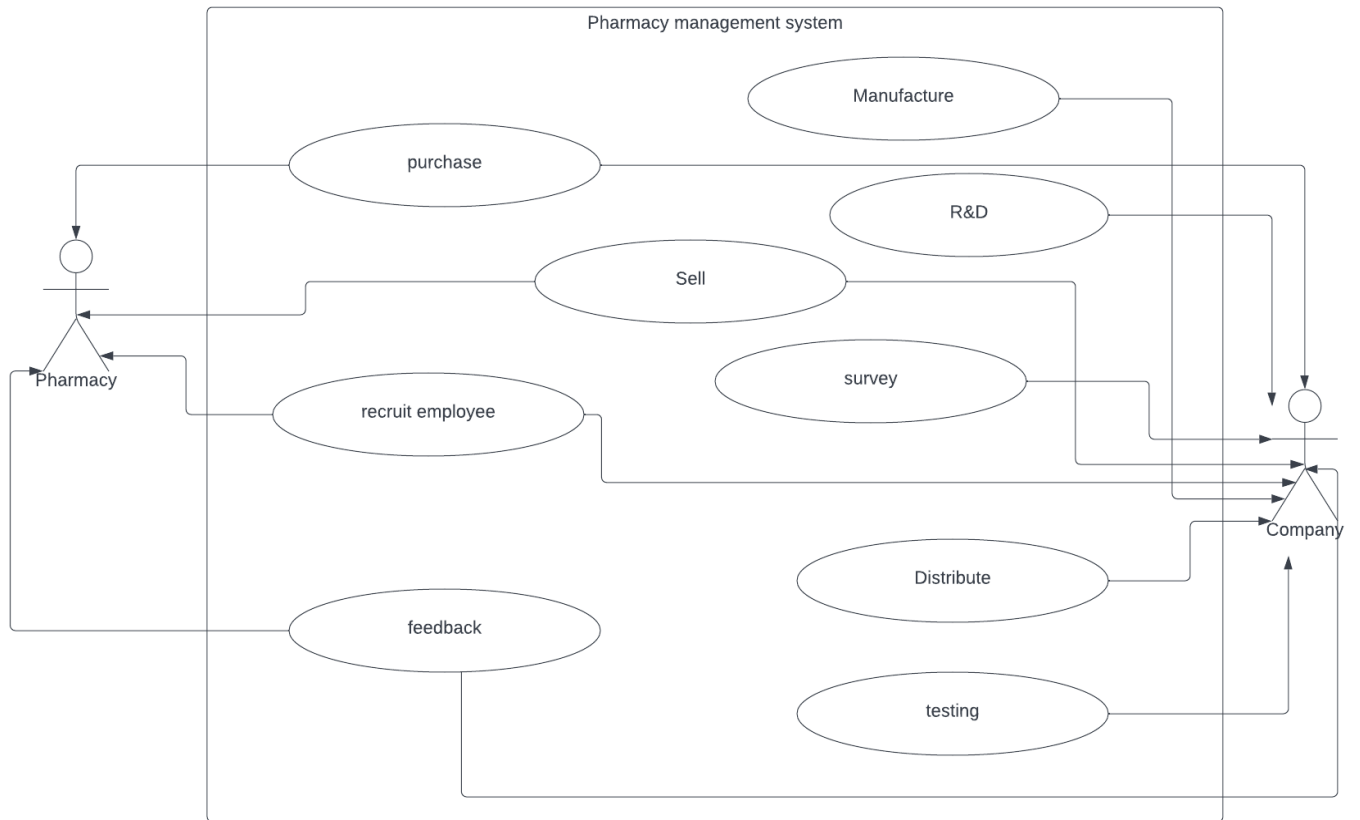 Pharmacy management system
Manufacture
purchase
R&D
Sell
survey
Pharmacy
recruit employee
Company
Distribute
feedback
testing